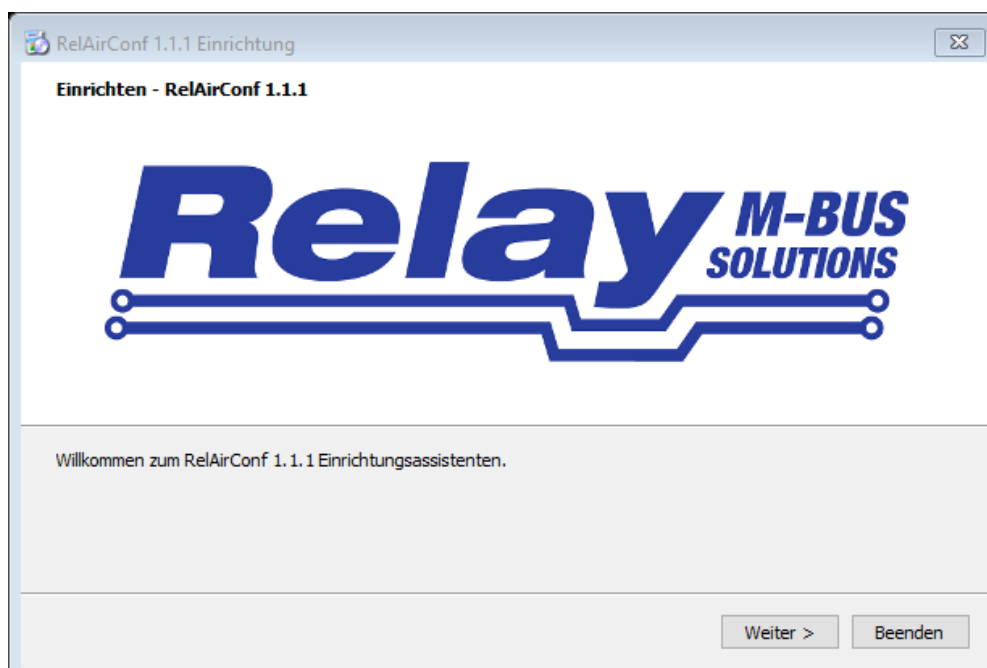 RelAirConf 1.1.1 Einrichtung
Einrichten - RelAirConf 1.1.1
Relay M-BUS
SOLUTIONS
Willkommen zum RelAirConf 1.1.1 Einrichtungsassistenten.
Weiter > Beenden